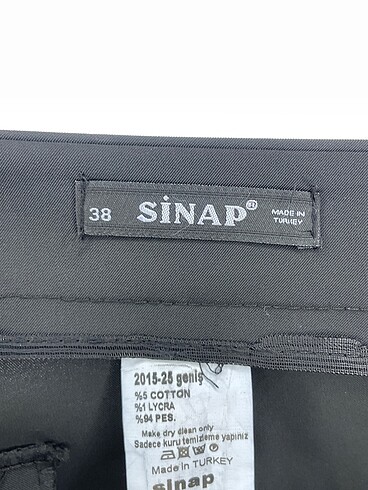 38 SİNAP® MADE IN
TURKEY
2015-25 geniş
%5 COTTON
%1 LYCRA
%94 PES.
Make dry clean only
Sadece kuru temizleme yapınız
Made in TURKEY
sinap